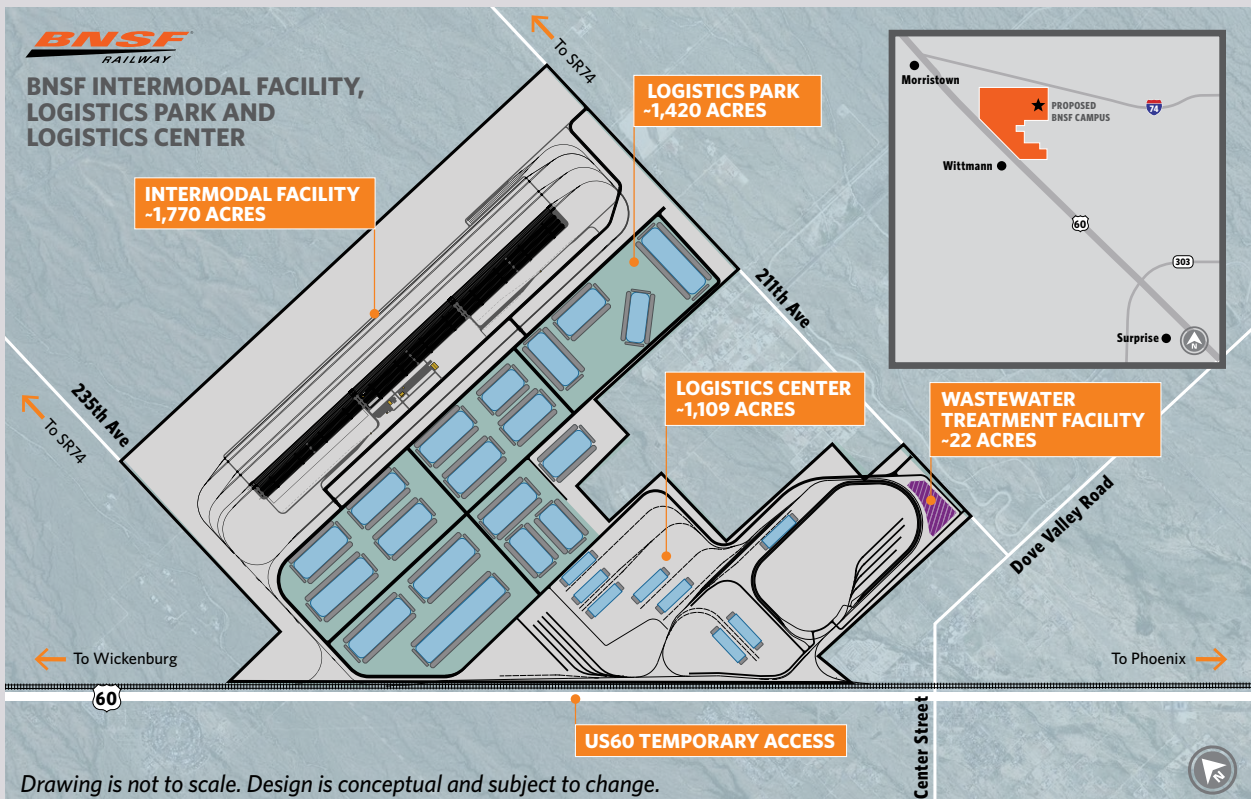 BNSF
RAILWAY
BNSF INTERMODAL FACILITY,
LOGISTICS PARK AND
LOGISTICS CENTER
To SR74
LOGISTICS PARK
~1,420 ACRES
INTERMODAL FACILITY
~1,770 ACRES
Morristown
PROPOSED
BNSF CAMPUS
74
Wittmann
60
303
Surprise
N
211th Ave
235th Ave
To SR74
LOGISTICS CENTER
~1,109 ACRES
WASTEWATER
TREATMENT FACILITY
~22 ACRES
Dove Valley Road
To Wickenburg
To Phoenix
60
US60 TEMPORARY ACCESS
Center Street
Drawing is not to scale. Design is conceptual and subject to change.
N